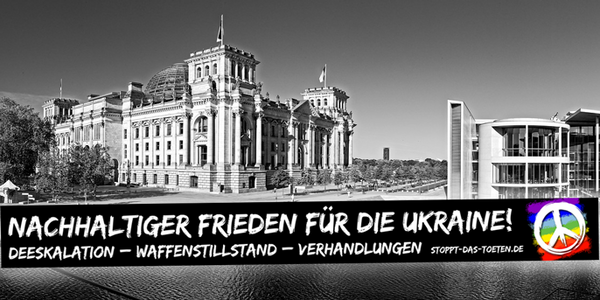 NACHHALTIGER FRIEDEN FÜR DIE UKRAINE!
DEESKALATION – WAFFENSTILLSTAND – VERHANDLUNGEN STOPPT-DAS-TOETEN.DE